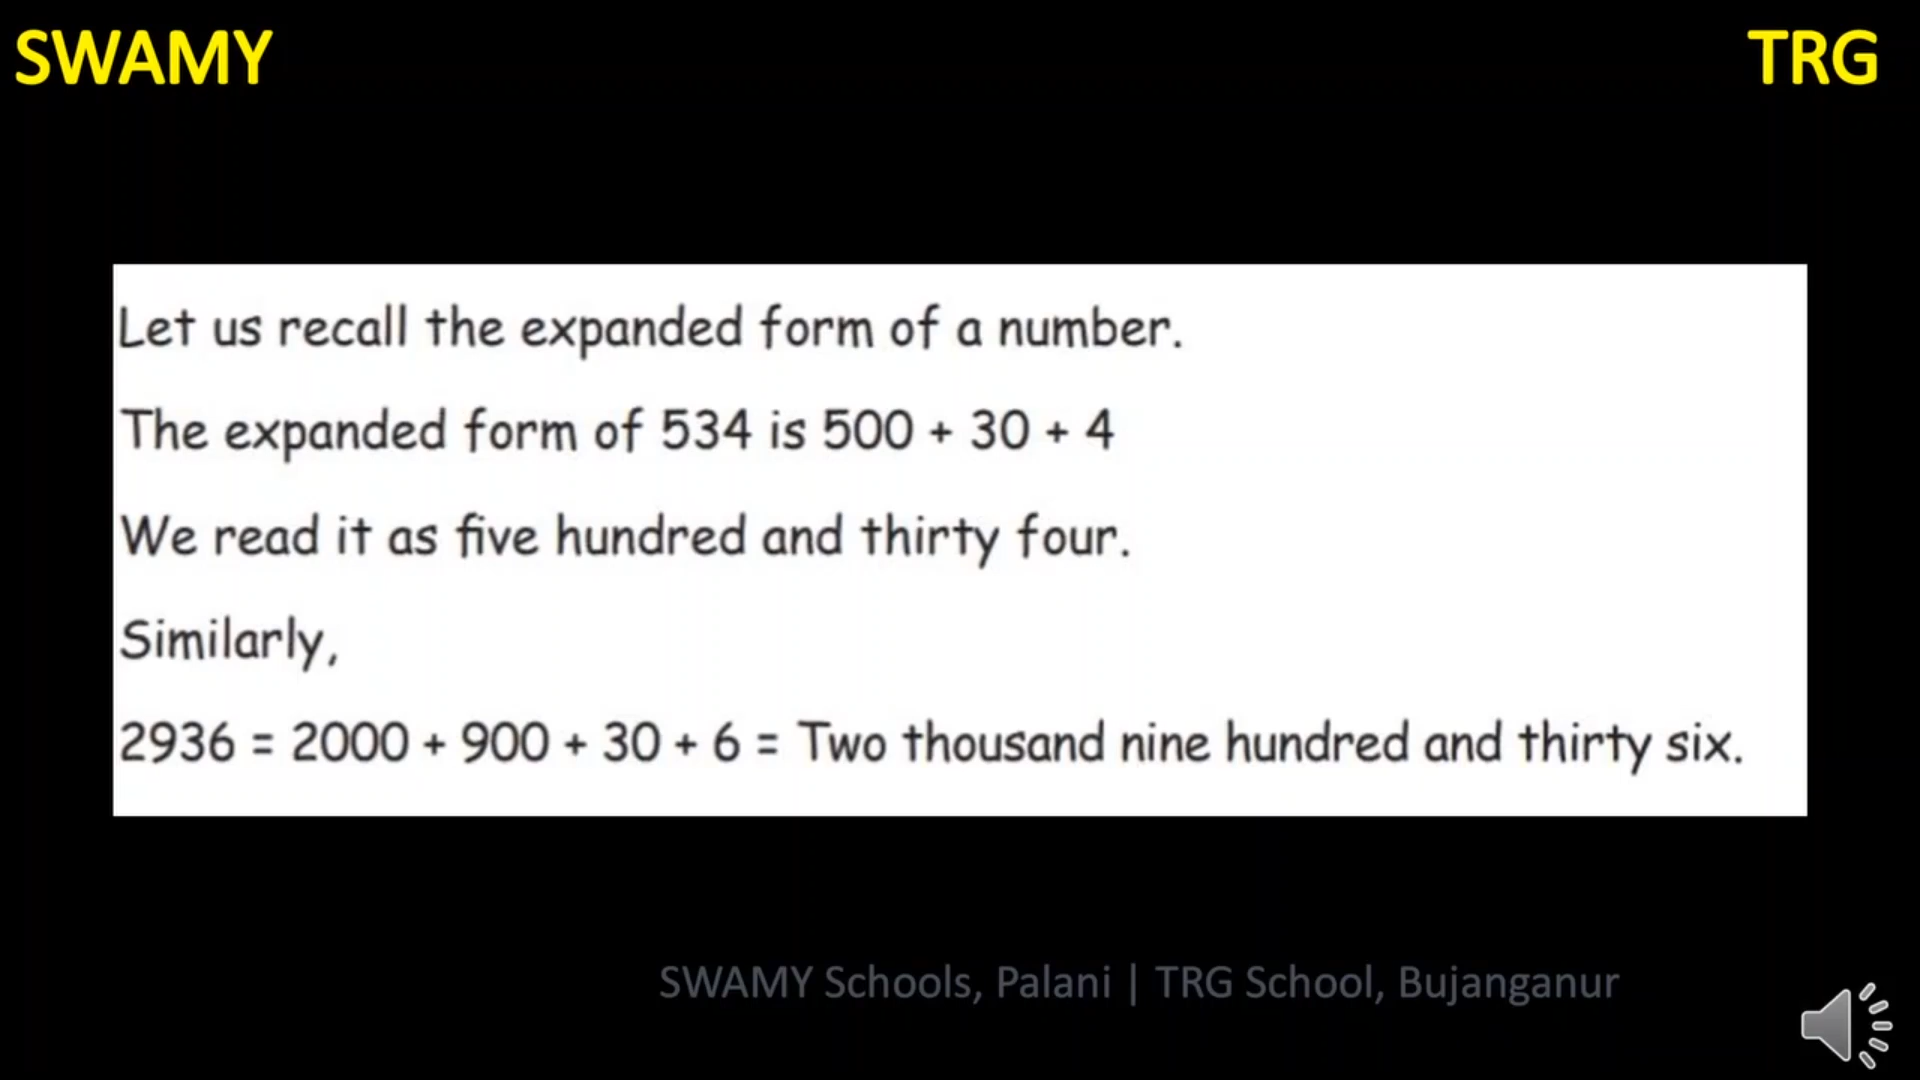 SWAMY
TRG
Let us recall the expanded form of a number.
The expanded form of 534 is 500 + 30 + 4
We read it as five hundred and thirty four.
Similarly,
2936 = 2000 + 900 + 30 + 6 = Two thousand nine hundred and thirty six.
SWAMY Schools, Palani | TRG School, Bujanganur